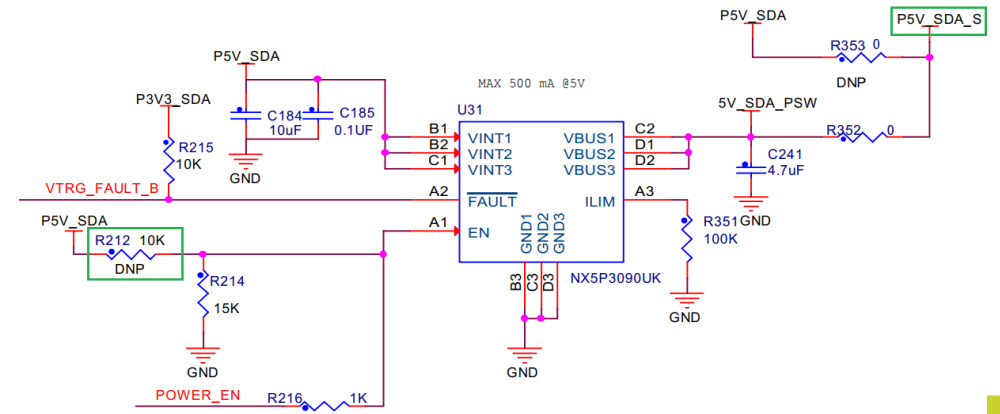 P5V_SDA
P5V_SDA_S
R353 0
DNP
P5V_SDA
MAX 500 mA @5V
P3V3_SDA
C184
10uF
C185
0.1UF
U31
5V_SDA_PSW
R352 0
R215
10K
GND
B1
B2
C1
VINT1
VINT2
VINT3
VBUS1
VBUS2
VBUS3
C2
D1
D2
C241
4.7uF
GND
VTRG_FAULT_B
A2
FAULT
ILIM
A3
P5V_SDA
R212 10K
DNP
A1
EN
GND1
GND2
GND3
R351
100K
NX5P3090UK
B3
C3
D3
R214
15K
GND
GND
GND
POWER_EN
R216 1K